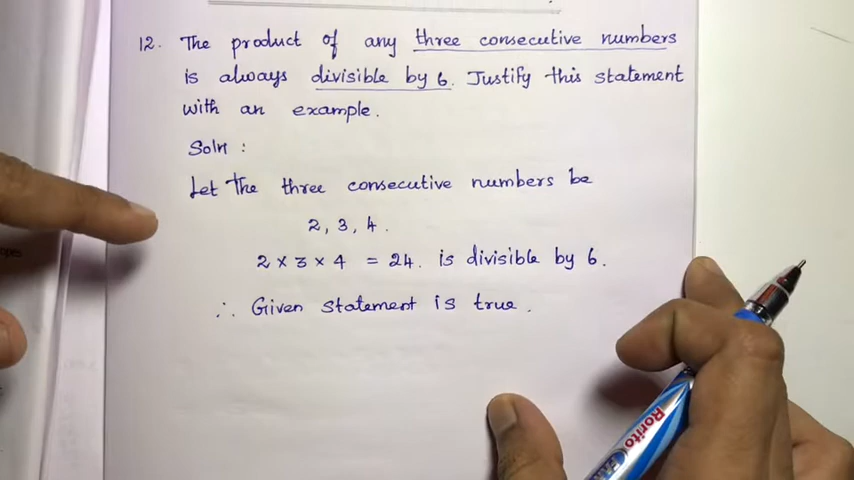 12. The product of any three consecutive numbers
is always divisible by 6. Justify this statement
with an example.
Soln :
Let the three consecutive numbers be
2, 3, 4.
2 × 3 × 4 = 24. is divisible by 6.
∴ Given statement is true.
Rorito